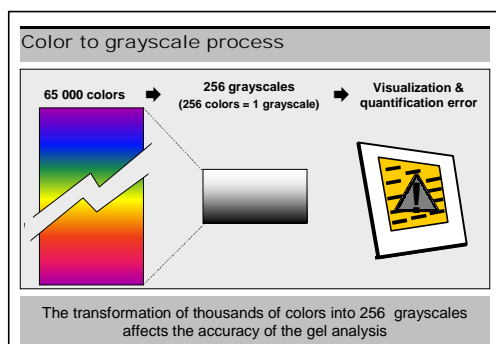 Color to grayscale process
65 000 colors
256 grayscales
(256 colors = 1 grayscale)
Visualization &
quantification error
The transformation of thousands of colors into 256 grayscales
affects the accuracy of the gel analysis